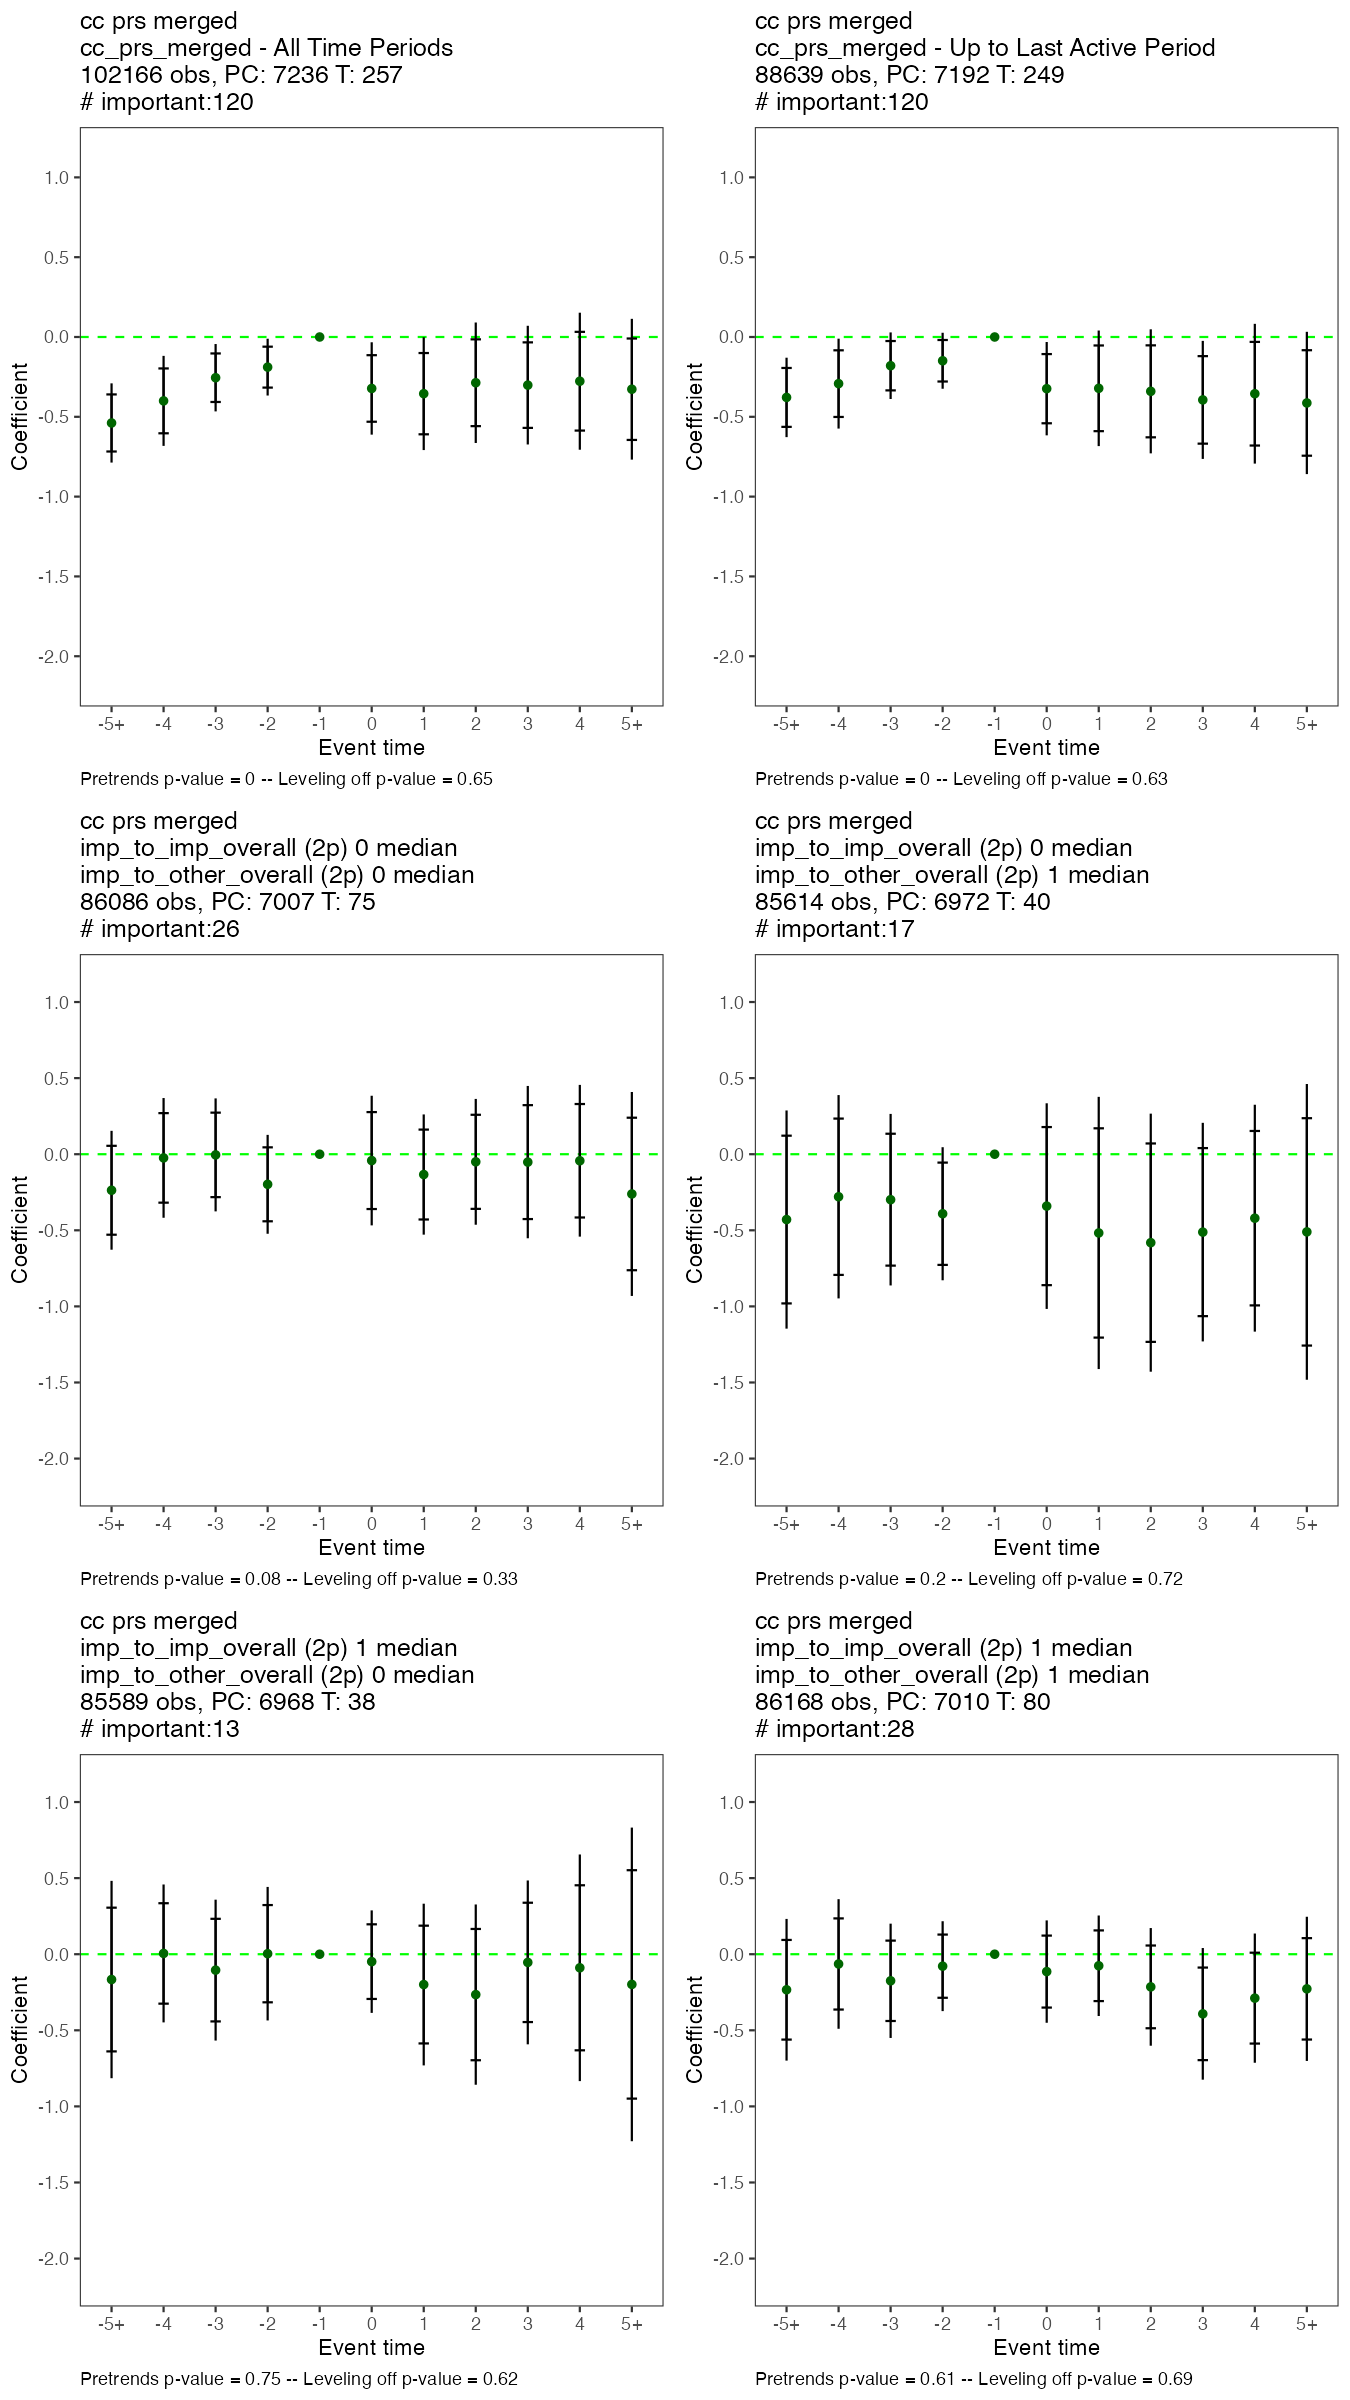 cc prs merged
cc_prs_merged - All Time Periods
102166 obs, PC: 7236 T: 257
# important:120
1.0
0.5
0.0
-0.5
-1.0
-1.5
-2.0
Coefficient
-5+ -4 -3 -2 -1 0 1 2 3 4 5+
Event time
Pretrends p-value = 0 -- Leveling off p-value = 0.65
cc prs merged
cc_prs_merged - Up to Last Active Period
88639 obs, PC: 7192 T: 249
# important:120
1.0
0.5
0.0
-0.5
-1.0
-1.5
-2.0
Coefficient
-5+ -4 -3 -2 -1 0 1 2 3 4 5+
Event time
Pretrends p-value = 0 -- Leveling off p-value = 0.63
cc prs merged
imp_to_imp_overall (2p) 0 median
imp_to_other_overall (2p) 0 median
86086 obs, PC: 7007 T: 75
# important:26
1.0
0.5
0.0
-0.5
-1.0
-1.5
-2.0
Coefficient
-5+ -4 -3 -2 -1 0 1 2 3 4 5+
Event time
Pretrends p-value = 0.08 -- Leveling off p-value = 0.33
cc prs merged
imp_to_imp_overall (2p) 0 median
imp_to_other_overall (2p) 1 median
85614 obs, PC: 6972 T: 40
# important:17
1.0
0.5
0.0
-0.5
-1.0
-1.5
-2.0
Coefficient
-5+ -4 -3 -2 -1 0 1 2 3 4 5+
Event time
Pretrends p-value = 0.2 -- Leveling off p-value = 0.72
cc prs merged
imp_to_imp_overall (2p) 1 median
imp_to_other_overall (2p) 0 median
85589 obs, PC: 6968 T: 38
# important:13
1.0
0.5
0.0
-0.5
-1.0
-1.5
-2.0
Coefficient
-5+ -4 -3 -2 -1 0 1 2 3 4 5+
Event time
Pretrends p-value = 0.75 -- Leveling off p-value = 0.62
cc prs merged
imp_to_imp_overall (2p) 1 median
imp_to_other_overall (2p) 1 median
86168 obs, PC: 7010 T: 80
# important:28
1.0
0.5
0.0
-0.5
-1.0
-1.5
-2.0
Coefficient
-5+ -4 -3 -2 -1 0 1 2 3 4 5+
Event time
Pretrends p-value = 0.61 -- Leveling off p-value = 0.69